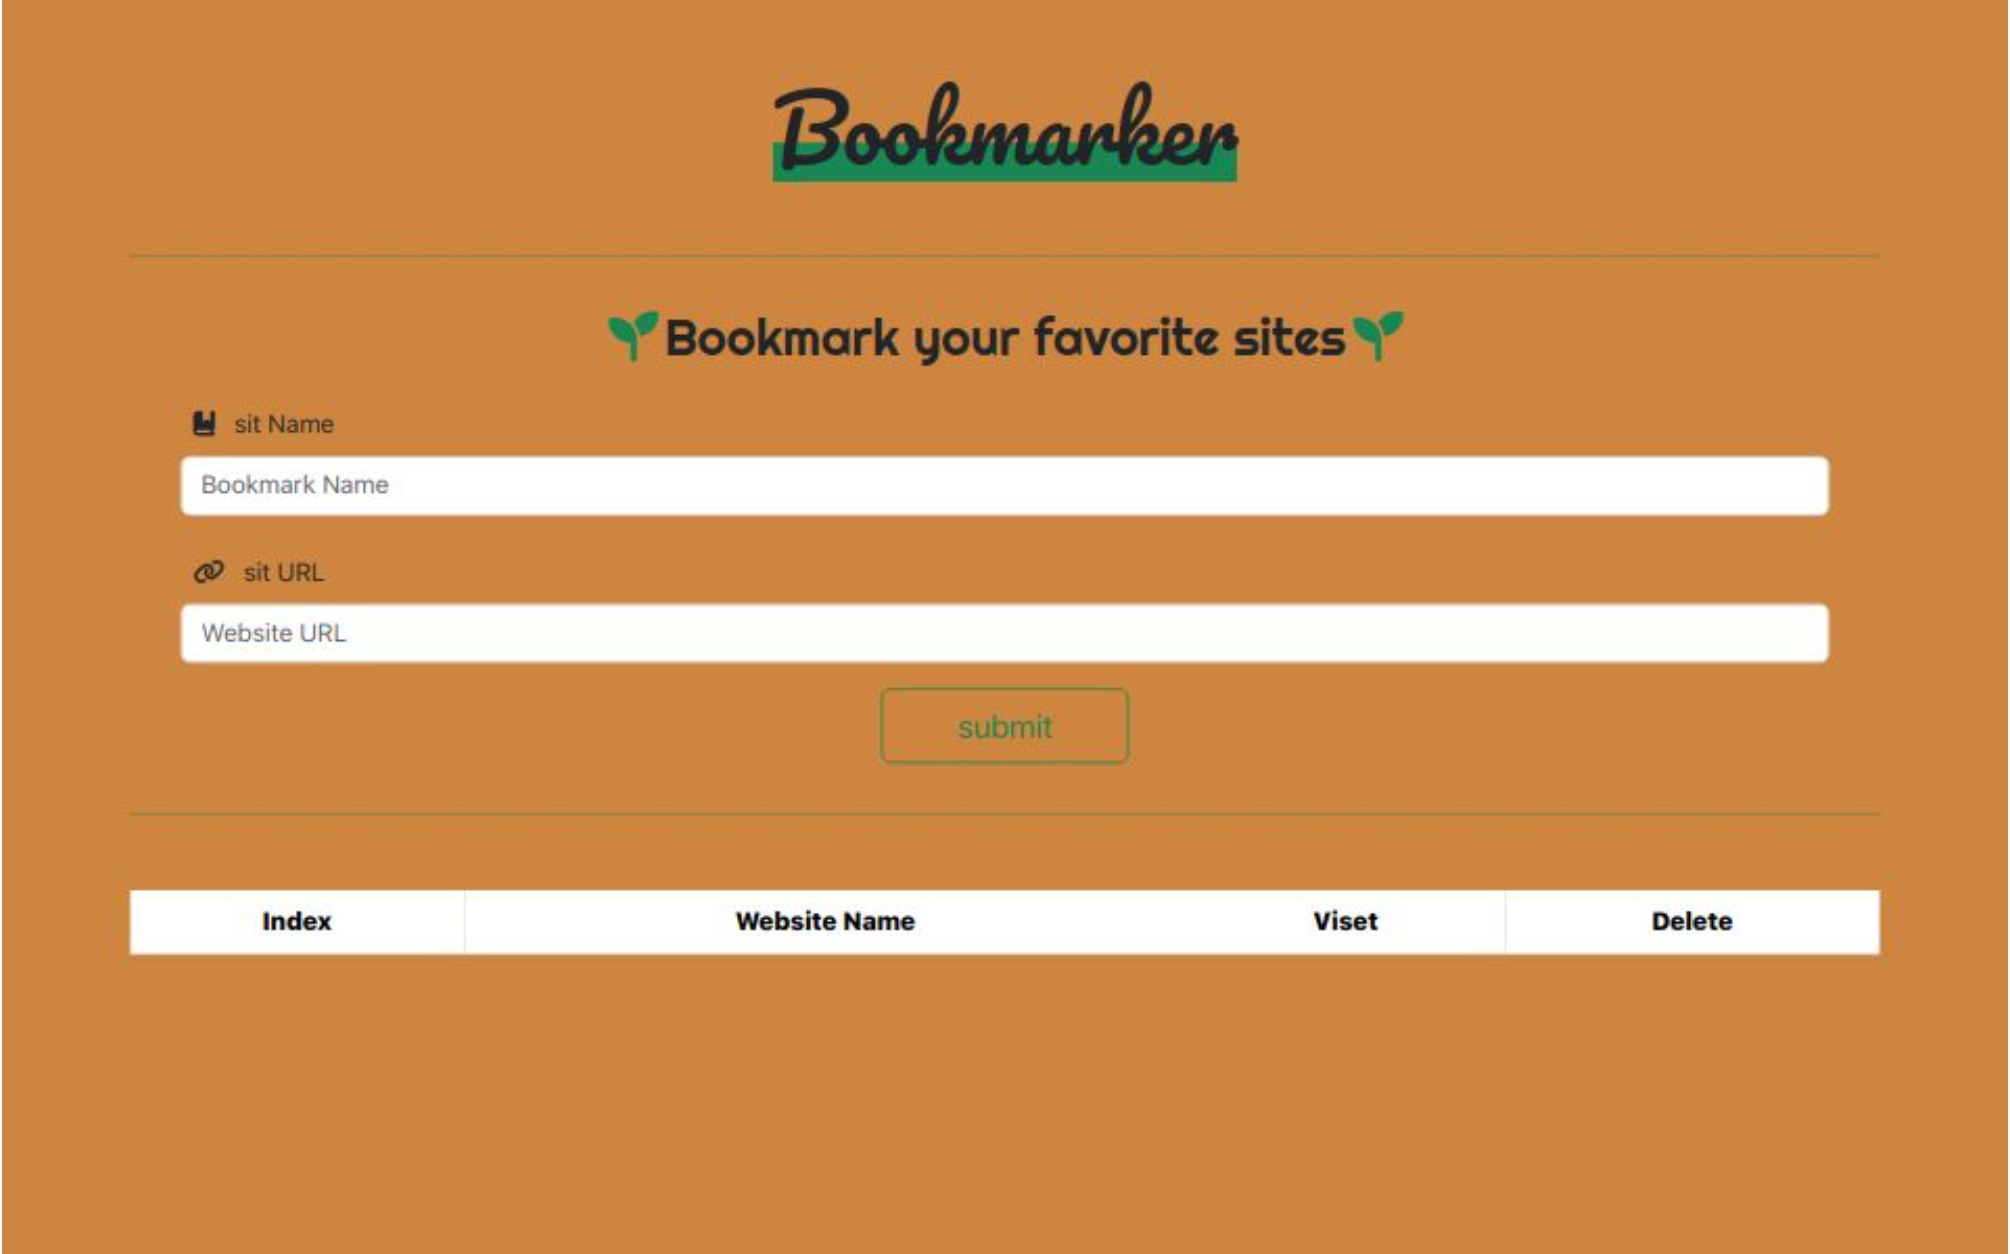 Bookmarker
Bookmark your favorite sites
sit Name
Bookmark Name
sit URL
Website URL
submit
Index Website Name Viset Delete